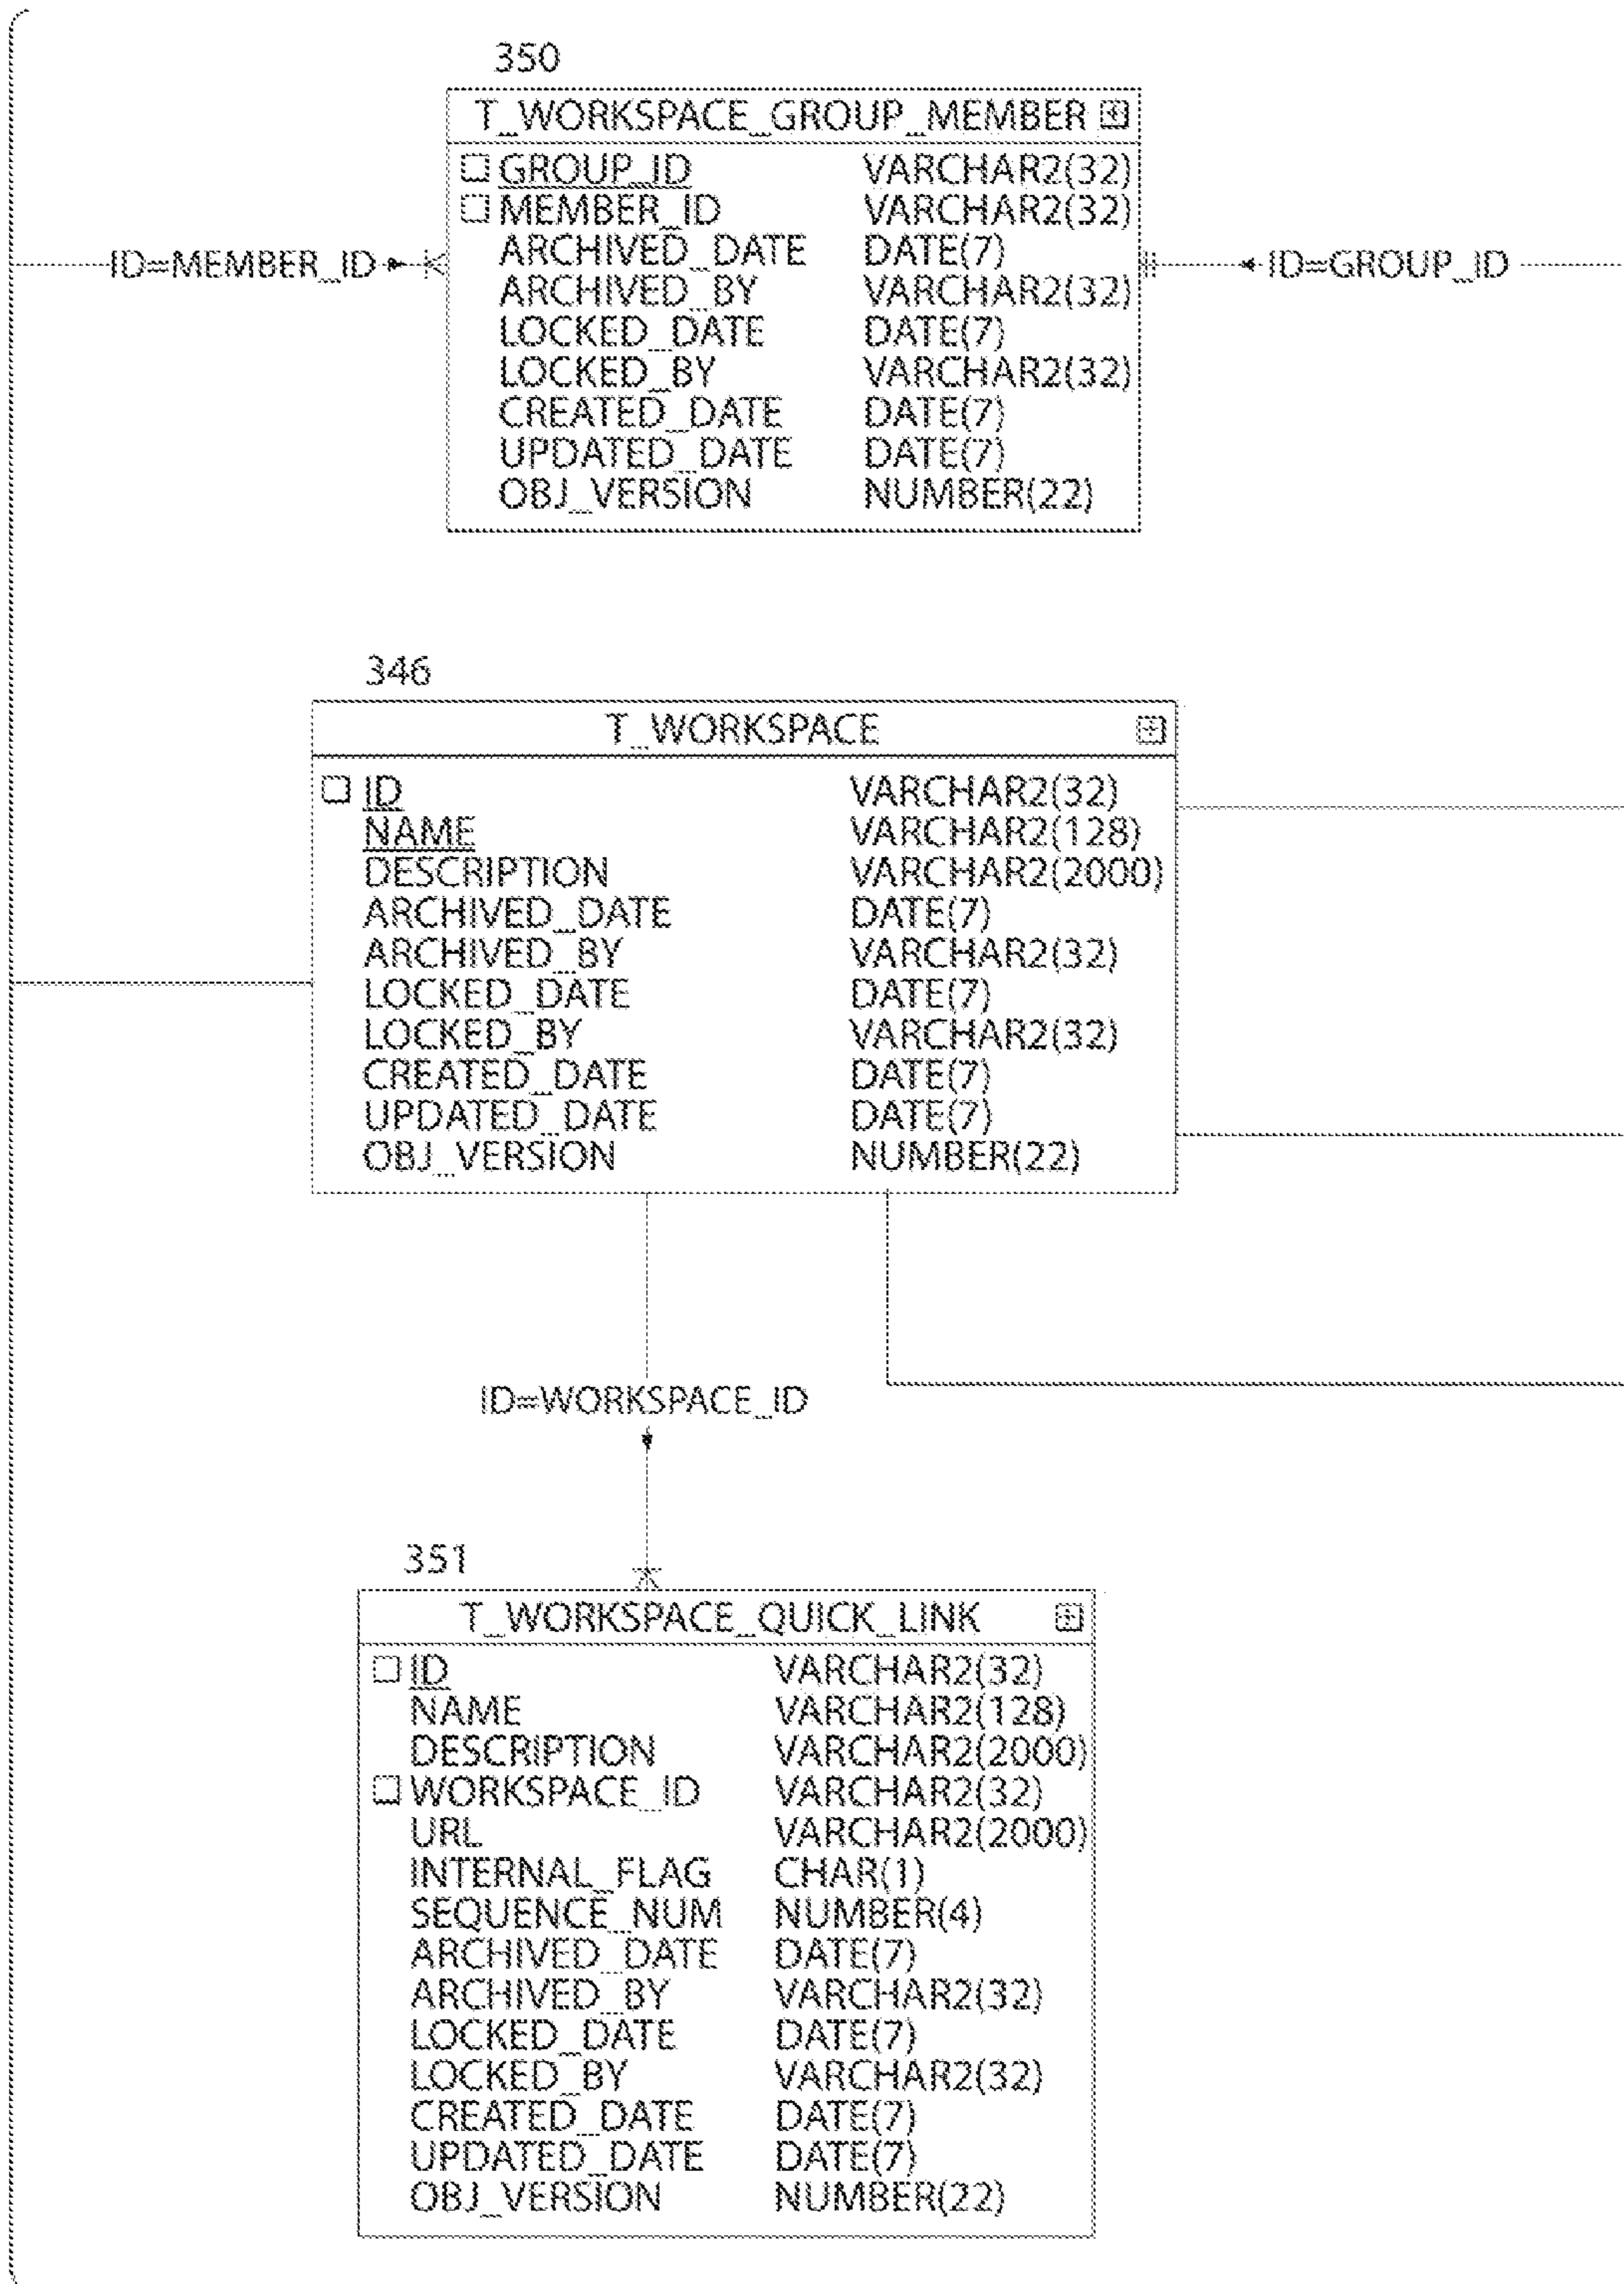 350
T_WORKSPACE_GROUP_MEMBER
GROUP_ID VARCHAR2(32)
MEMBER_ID VARCHAR2(32)
ARCHIVED_DATE DATE(7)
ID=MEMBER_ID
ID=GROUP_ID
ARCHIVED_BY VARCHAR2(32)
LOCKED_DATE DATE(7)
LOCKED_BY VARCHAR2(32)
CREATED_DATE DATE(7)
UPDATED_DATE DATE(7)
OBJ_VERSION NUMBER(22)
346
T_WORKSPACE
ID VARCHAR2(32)
NAME VARCHAR2(128)
DESCRIPTION VARCHAR2(2000)
ARCHIVED_DATE DATE(7)
ARCHIVED_BY VARCHAR2(32)
LOCKED_DATE DATE(7)
LOCKED_BY VARCHAR2(32)
CREATED_DATE DATE(7)
UPDATED_DATE DATE(7)
OBJ_VERSION NUMBER(22)
ID=WORKSPACE_ID
351
T_WORKSPACE_QUICK_LINK
ID VARCHAR2(32)
NAME VARCHAR2(128)
DESCRIPTION VARCHAR2(2000)
WORKSPACE_ID VARCHAR2(32)
URL VARCHAR2(2000)
INTERNAL_FLAG CHAR(1)
SEQUENCE_NUM NUMBER(4)
ARCHIVED_DATE DATE(7)
ARCHIVED_BY VARCHAR2(32)
LOCKED_DATE DATE(7)
LOCKED_BY VARCHAR2(32)
CREATED_DATE DATE(7)
UPDATED_DATE DATE(7)
OBJ_VERSION NUMBER(22)